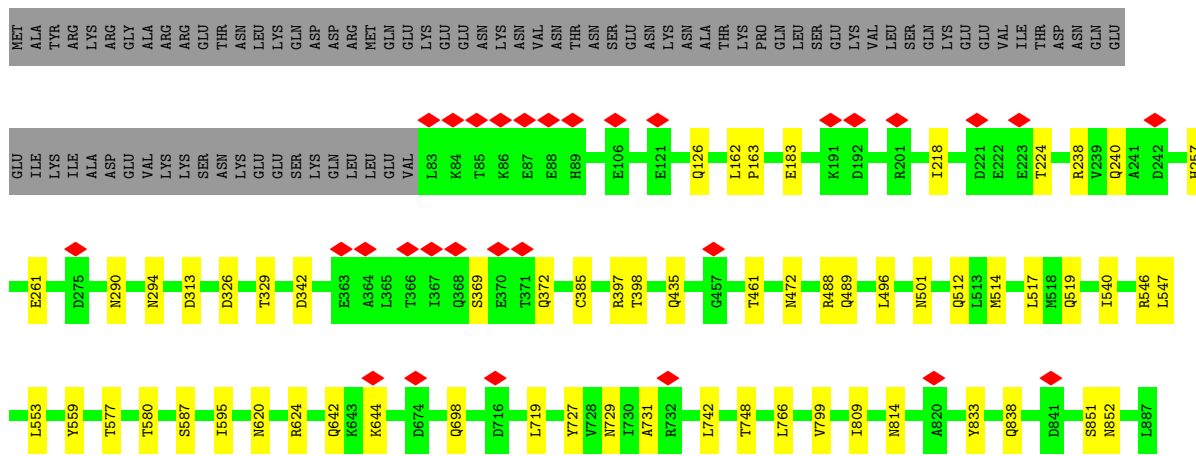 MET ALA TYR ARG LYS ARG GLY ALA ARG ARG GLU THR ASN LEU LYS GLN ASP ASP ARG MET GLN GLU LYS GLU GLU ASN LYS ASN VAL ASN THR ASN SER GLU ASN LYS ASN ALA THR LYS PRO GLN LEU SER GLU LYS VAL LEU SER GLN LYS GLU GLU VAL ILE THR ASP ASN GLN GLU
GLU ILE LYS ILE ALA ASP GLU VAL LYS LYS SER ASN LYS GLU GLU SER LYS GLN LEU LEU GLU VAL L83 K84 T85 K86 E87 E88 H89 E106 E121 Q126 L162 P163 E183 K191 D192 R201 I218 D221 E222 E223 T224 R238 V239 Q240 A241 D242 H257
E261 D275 N290 N294 D313 D326 T329 D342 E363 A364 L365 T366 I367 Q368 S369 E370 T371 Q372 C385 R397 T398 Q435 G457 T461 N472 R488 Q489 L496 N501 Q512 L513 M514 L517 M518 Q519 I540 R546 L547
L553 Y559 T577 T580 S587 I595 N620 R624 Q642 K643 K644 D674 Q698 D716 L719 Y727 V728 N729 I730 A731 R732 L742 T748 L766 V799 I809 N814 A820 Y833 Q838 D841 S851 N852 L887